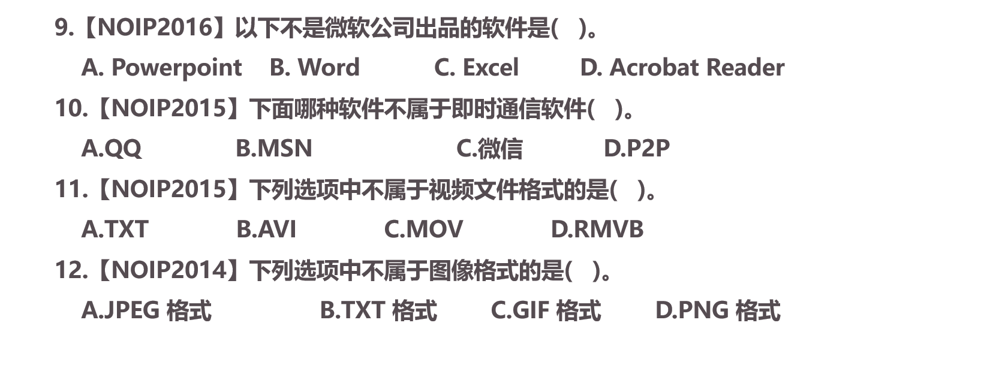 9.【NOIP2016】以下不是微软公司出品的软件是(   )。
A. Powerpoint    B. Word    C. Excel    D. Acrobat Reader
10.【NOIP2015】下面哪种软件不属于即时通信软件(   )。
A.QQ    B.MSN    C.微信    D.P2P
11.【NOIP2015】下列选项中不属于视频文件格式的是(   )。
A.TXT    B.AVI    C.MOV    D.RMVB
12.【NOIP2014】下列选项中不属于图像格式的是(   )。
A.JPEG 格式    B.TXT 格式    C.GIF 格式    D.PNG 格式